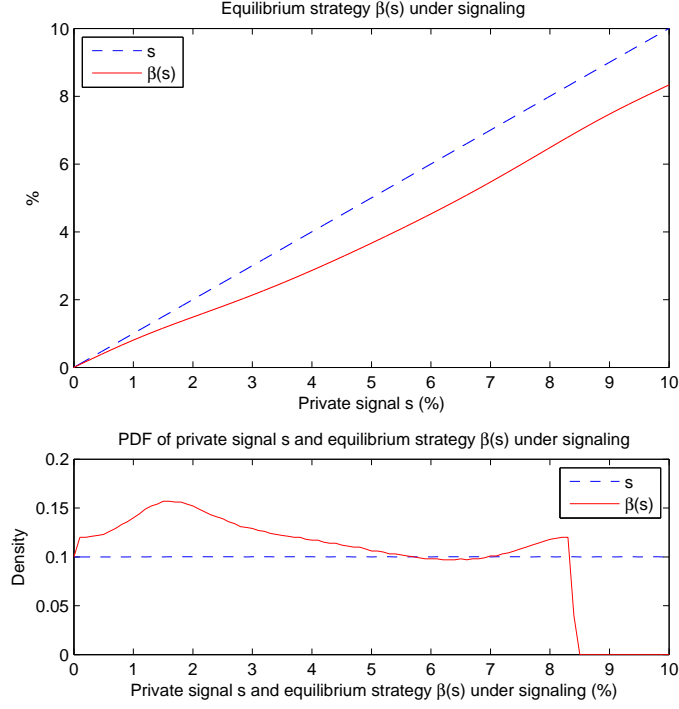 Equilibrium strategy β(s) under signaling
s
β(s)
10
8
6
4
2
0
%
0 1 2 3 4 5 6 7 8 9 10
Private signal s (%)
PDF of private signal s and equilibrium strategy β(s) under signaling
s
β(s)
0.2
0.15
0.1
0.05
0
Density
0 1 2 3 4 5 6 7 8 9 10
Private signal s and equilibrium strategy β(s) under signaling (%)